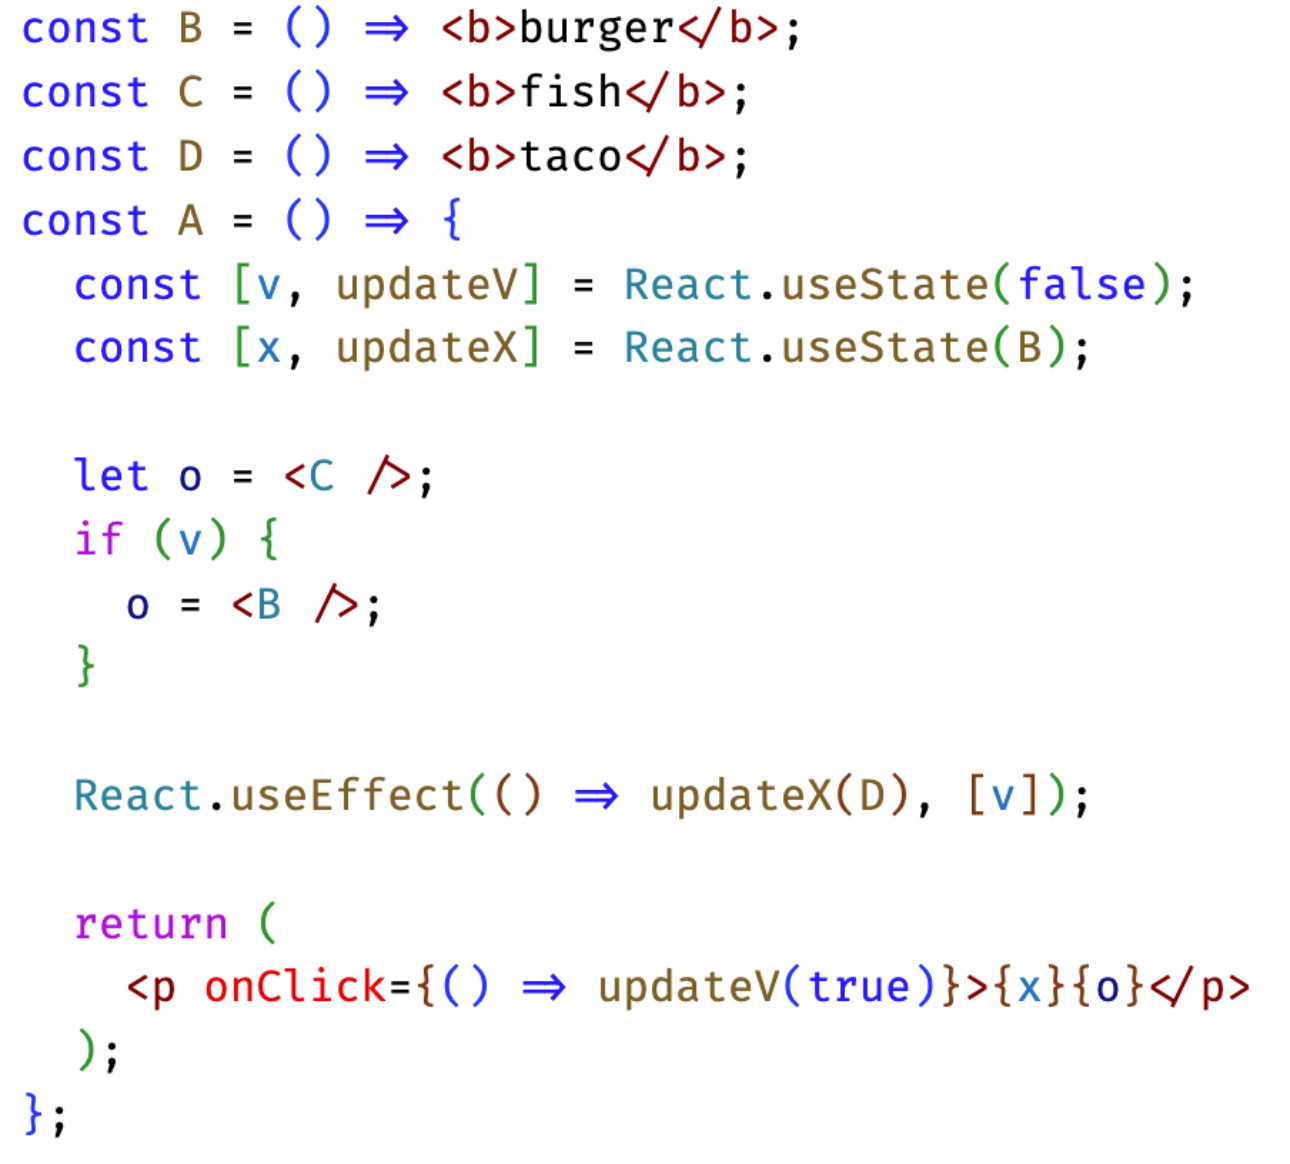 const B = () => <b>burger</b>;
const C = () => <b>fish</b>;
const D = () => <b>taco</b>;
const A = () => {
  const [v, updateV] = React.useState(false);
  const [x, updateX] = React.useState(B);

  let o = <C />;
  if (v) {
    o = <B />;
  }

  React.useEffect(() => updateX(D), [v]);

  return (
    <p onClick={() => updateV(true)}>{x}{o}</p>
  );
};